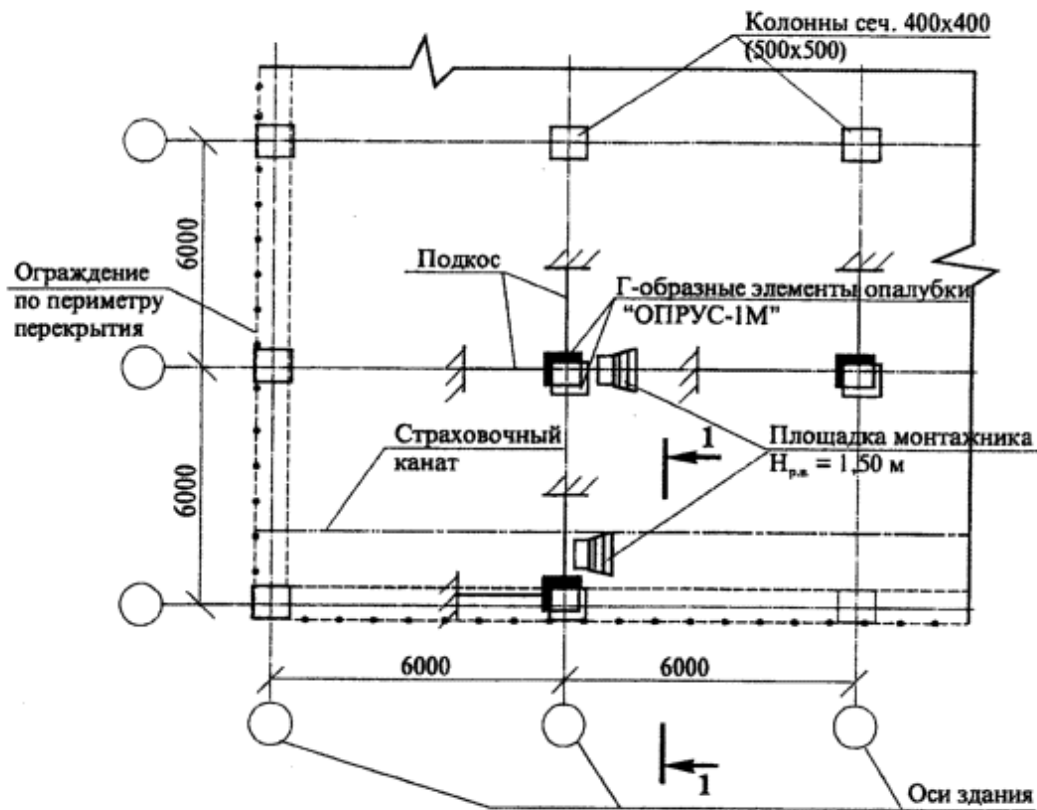 Колонны сеч. 400х400
(500х500)
6000
Подкос
Ограждение
по периметру
перекрытия
Г-образные элементы опалубки
“ОПРУС-1М”
Страховочный
канат
1
Площадка монтажника
Нр.в. = 1,50 м
6000
6000
6000
1
Оси здания